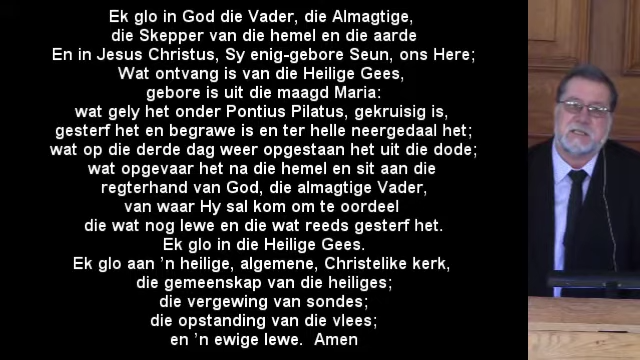 Ek glo in God die Vader, die Almagtige,
die Skepper van die hemel en die aarde
En in Jesus Christus, Sy enig-gebore Seun, ons Here;
Wat ontvang is van die Heilige Gees,
gebore is uit die maagd Maria:
wat gely het onder Pontius Pilatus, gekruisig is,
gesterf het en begrawe is en ter helle neergedaal het;
wat op die derde dag weer opgestaan het uit die dode;
wat opgevaar het na die hemel en sit aan die
regterhand van God, die almagtige Vader,
van waar Hy sal kom om te oordeel
die wat nog lewe en die wat reeds gesterf het.
Ek glo in die Heilige Gees.
Ek glo aan ’n heilige, algemene, Christelike kerk,
die gemeenskap van die heiliges;
die vergewing van sondes;
die opstanding van die vlees;
en ’n ewige lewe.  Amen